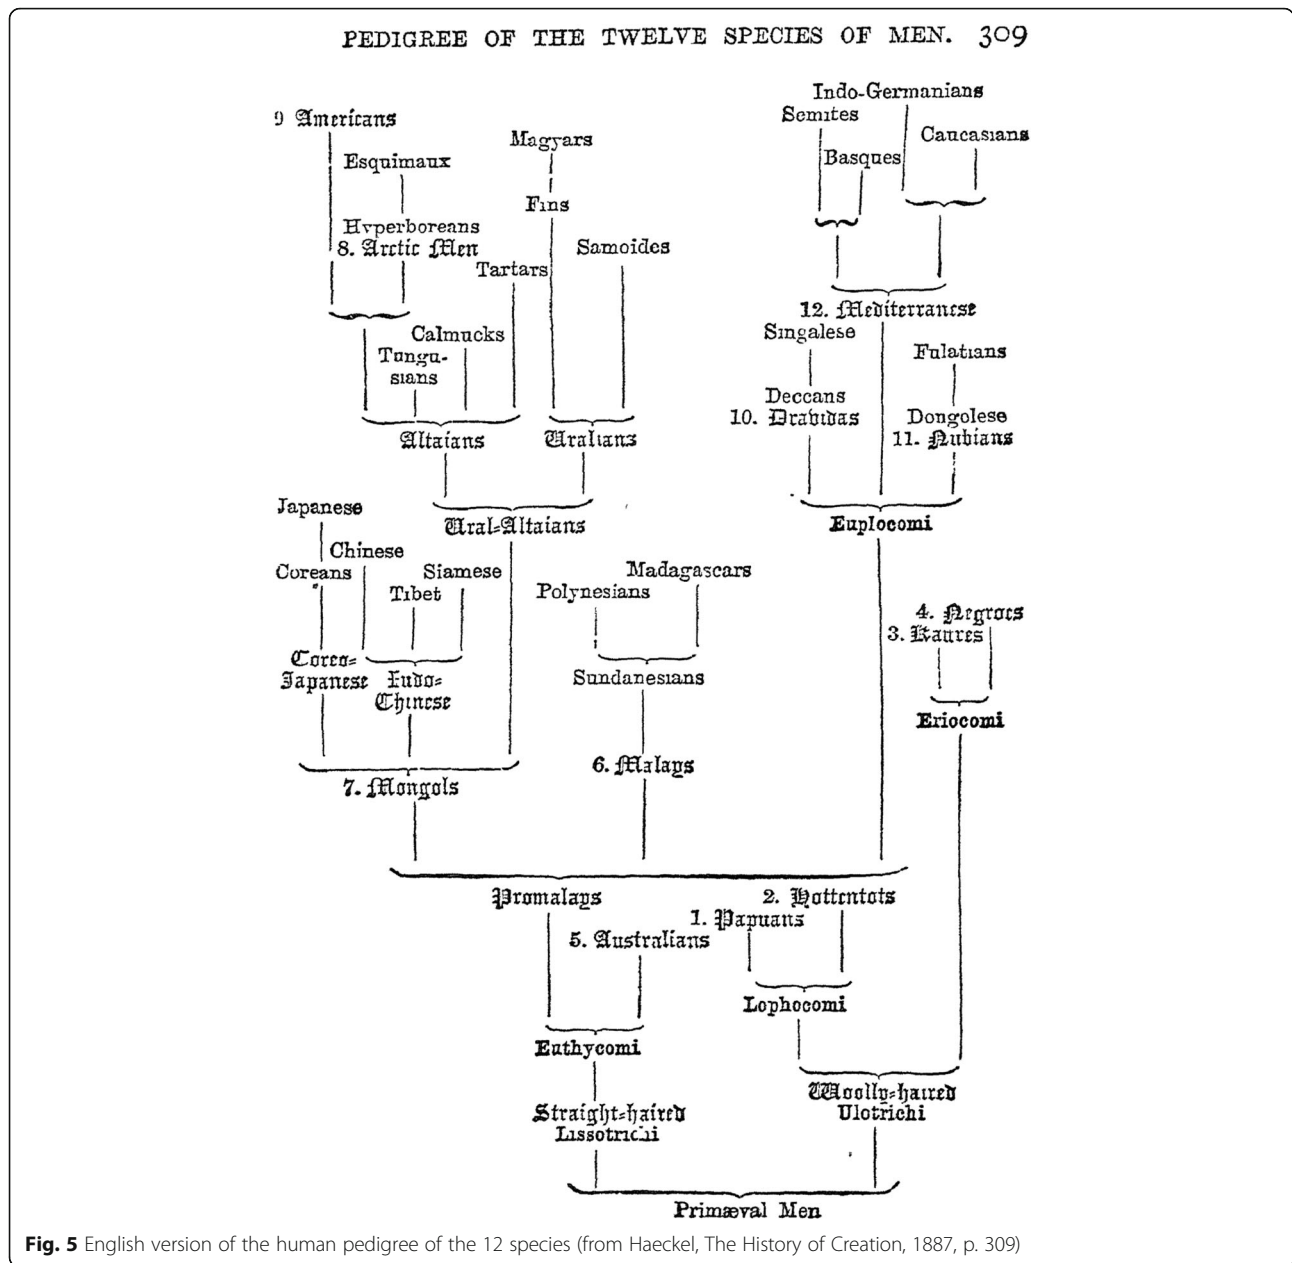 PEDIGREE OF THE TWELVE SPECIES OF MEN. 309
Indo-Germanians
Semites
9 Americans
Caucasians
Magyars
Basques
Esquimaux
Fins
Hyperboreans
8. Arctic Men
Samoides
Tartars
12. Mediterranese
Singalese
Calmucks
Fulatians
Tungu-
sians
Deccans
10. Dravidas
Dongolese
11. Nubians
Altaians
Uralians
Japanese
Ural-Altaians
Euplocomi
Chinese
Coreans
Siamese
Madagascars
Tibet
Polynesians
4. Negroes
3. Kaffres
Coreo-
Japanese
Indo-
Chinese
Sundanesians
Eriocomi
6. Malays
7. Mongols
Promalays
2. Hottentots
1. Papuans
5. Australians
Lophocomi
Euthycomi
Woolly-haired
Ulotrichi
Straight-haired
Lissotrichi
Primæval Men
Fig. 5 English version of the human pedigree of the 12 species (from Haeckel, The History of Creation, 1887, p. 309)